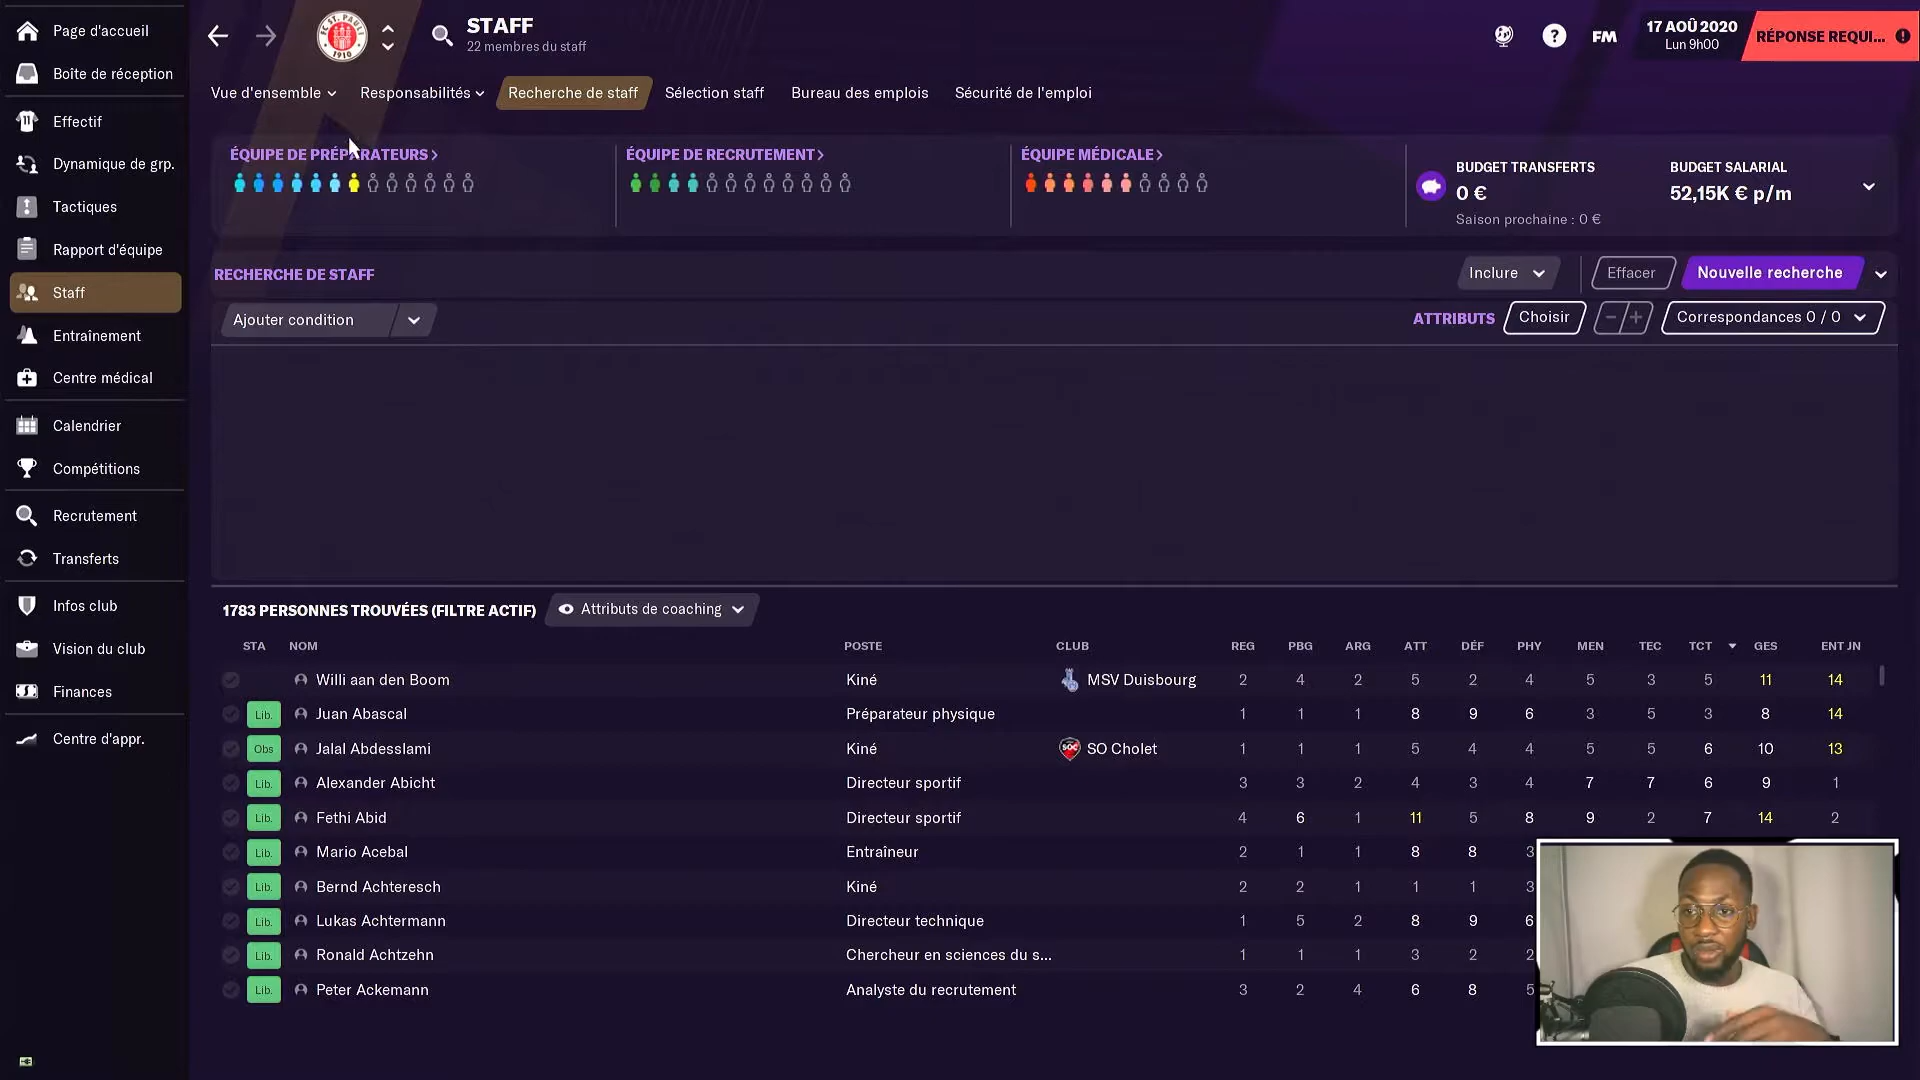 Page d'accueil
Boîte de réception
Effectif
Dynamique de grp.
Tactiques
Rapport d'équipe
Staff
Entraînement
Centre médical
Calendrier
Compétitions
Recrutement
Transferts
Infos club
Vision du club
Finances
Centre d'appr.
FC ST. PAULI
1910
STAFF
22 membres du staff
FM
17 AOÛ 2020
Lun 9h00
RÉPONSE REQUI...
Vue d'ensemble
Responsabilités
Recherche de staff
Sélection staff
Bureau des emplois
Sécurité de l'emploi
ÉQUIPE DE PRÉPARATEURS
ÉQUIPE DE RECRUTEMENT
ÉQUIPE MÉDICALE
BUDGET TRANSFERTS
0 €
Saison prochaine : 0 €
BUDGET SALARIAL
52,15K € p/m
RECHERCHE DE STAFF
Inclure
Effacer
Nouvelle recherche
Ajouter condition
ATTRIBUTS
Choisir
− / +
Correspondances 0 / 0
1783 PERSONNES TROUVÉES (FILTRE ACTIF)
Attributs de coaching
STA NOM POSTE CLUB REG PBG ARG ATT DÉF PHY MEN TEC TCT GES ENT JN
Willi aan den Boom Kiné MSV Duisbourg 2 4 2 5 2 4 5 3 5 11 14
Lib. Juan Abascal Préparateur physique 1 1 1 8 9 6 3 5 3 8 14
Obs Jalal Abdesslami Kiné SOC SO Cholet 1 1 1 5 4 4 5 5 6 10 13
Lib. Alexander Abicht Directeur sportif 3 3 2 4 3 4 7 7 6 9 1
Lib. Fethi Abid Directeur sportif 4 6 1 11 5 8 9 2 7 14 2
Lib. Mario Acebal Entraîneur 2 1 1 8 8 3
Lib. Bernd Achteresch Kiné 2 2 1 1 1 3
Lib. Lukas Achtermann Directeur technique 1 5 2 8 9 6
Lib. Ronald Achtzehn Chercheur en sciences du s... 1 1 1 3 2 2
Lib. Peter Ackemann Analyste du recrutement 3 2 4 6 8 5